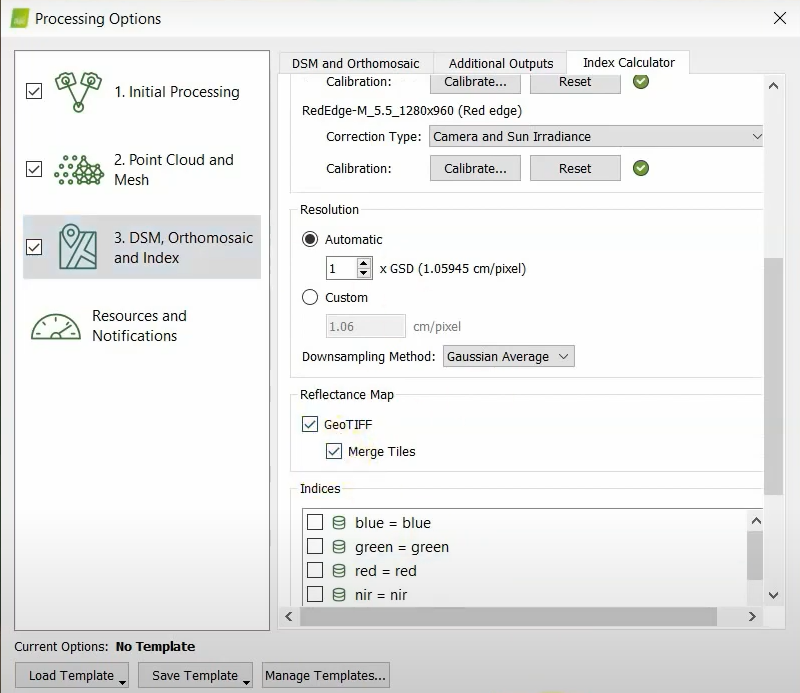 Processing Options
1. Initial Processing
2. Point Cloud and
Mesh
3. DSM, Orthomosaic
and Index
Resources and
Notifications
DSM and Orthomosaic
Additional Outputs
Index Calculator
Calibration:
Calibrate...
Reset
RedEdge-M_5.5_1280x960 (Red edge)
Correction Type:
Camera and Sun Irradiance
Calibration:
Calibrate...
Reset
Resolution
Automatic
1
x GSD (1.05945 cm/pixel)
Custom
1.06
cm/pixel
Downsampling Method:
Gaussian Average
Reflectance Map
GeoTIFF
Merge Tiles
Indices
blue = blue
green = green
red = red
nir = nir
Current Options: No Template
Load Template
Save Template
Manage Templates...